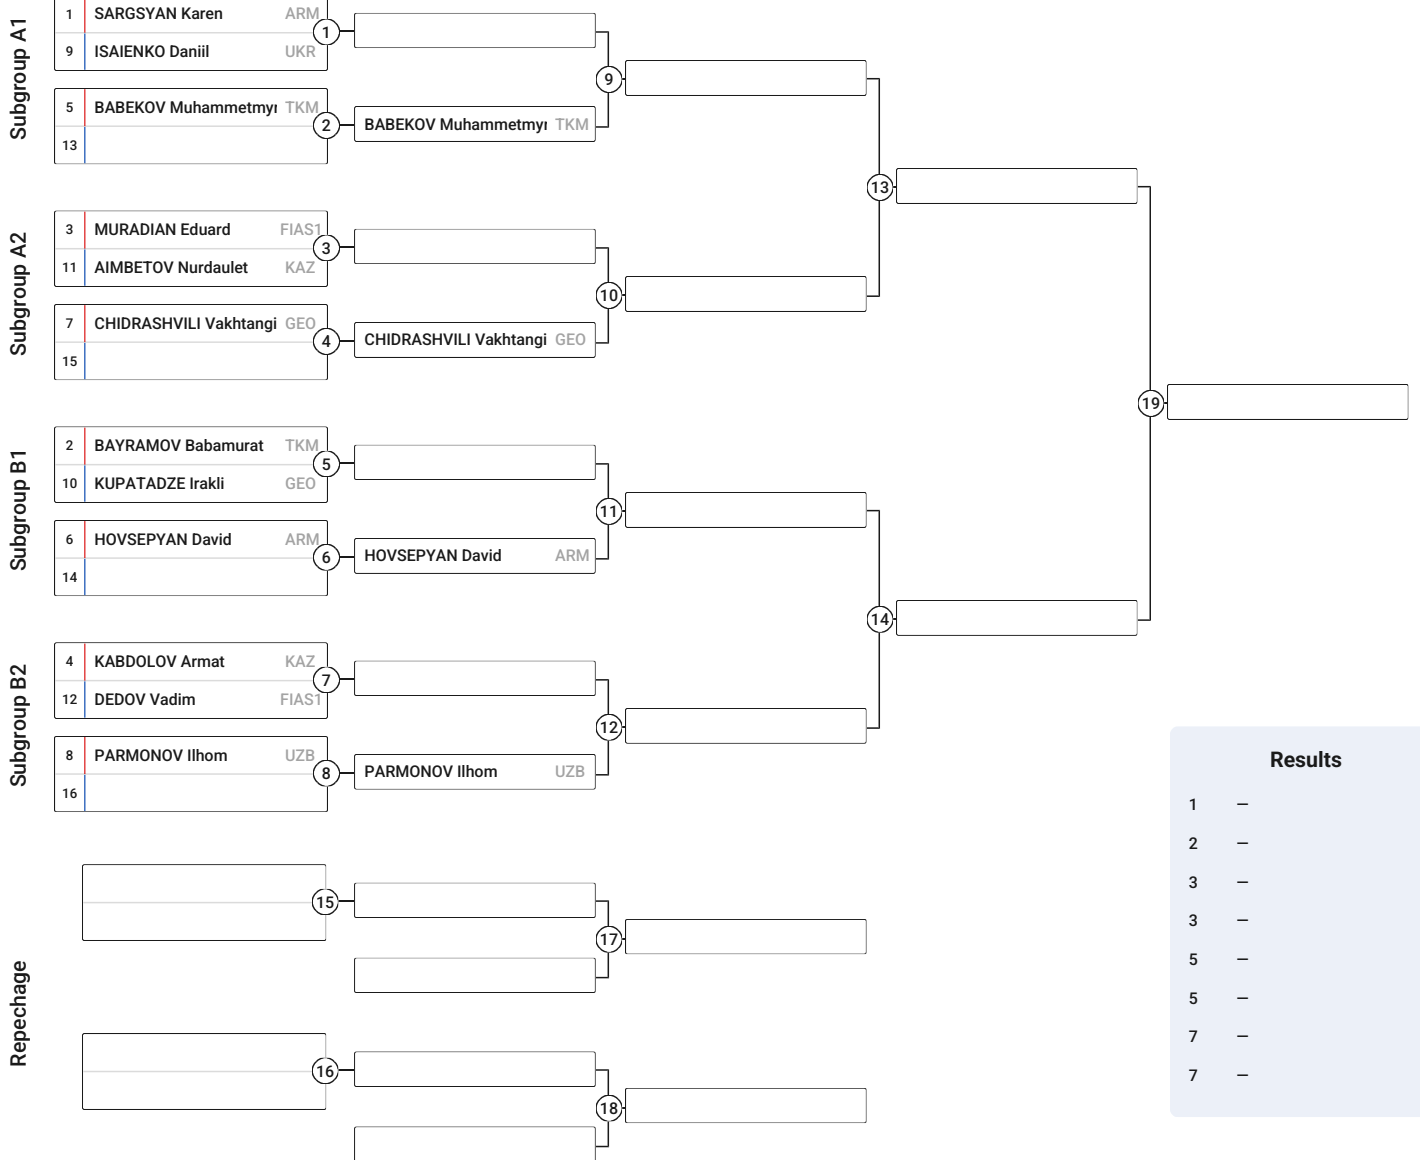 Subgroup A1
1 SARGSYAN Karen ARM
9 ISAIENKO Daniil UKR
1
5 BABEKOV Muhammetmyr TKM
13
2
BABEKOV Muhammetmyr TKM
9
Subgroup A2
3 MURADIAN Eduard FIAS1
11 AIMBETOV Nurdaulet KAZ
3
7 CHIDRASHVILI Vakhtangi GEO
15
4
CHIDRASHVILI Vakhtangi GEO
10
13
Subgroup B1
2 BAYRAMOV Babamurat TKM
10 KUPATADZE Irakli GEO
5
6 HOVSEPYAN David ARM
14
6
HOVSEPYAN David ARM
11
Subgroup B2
4 KABDOLOV Armat KAZ
12 DEDOV Vadim FIAS1
7
8 PARMONOV Ilhom UZB
16
8
PARMONOV Ilhom UZB
12
14
19
Repechage
15
17
16
18
Results
1 –
2 –
3 –
3 –
5 –
5 –
7 –
7 –